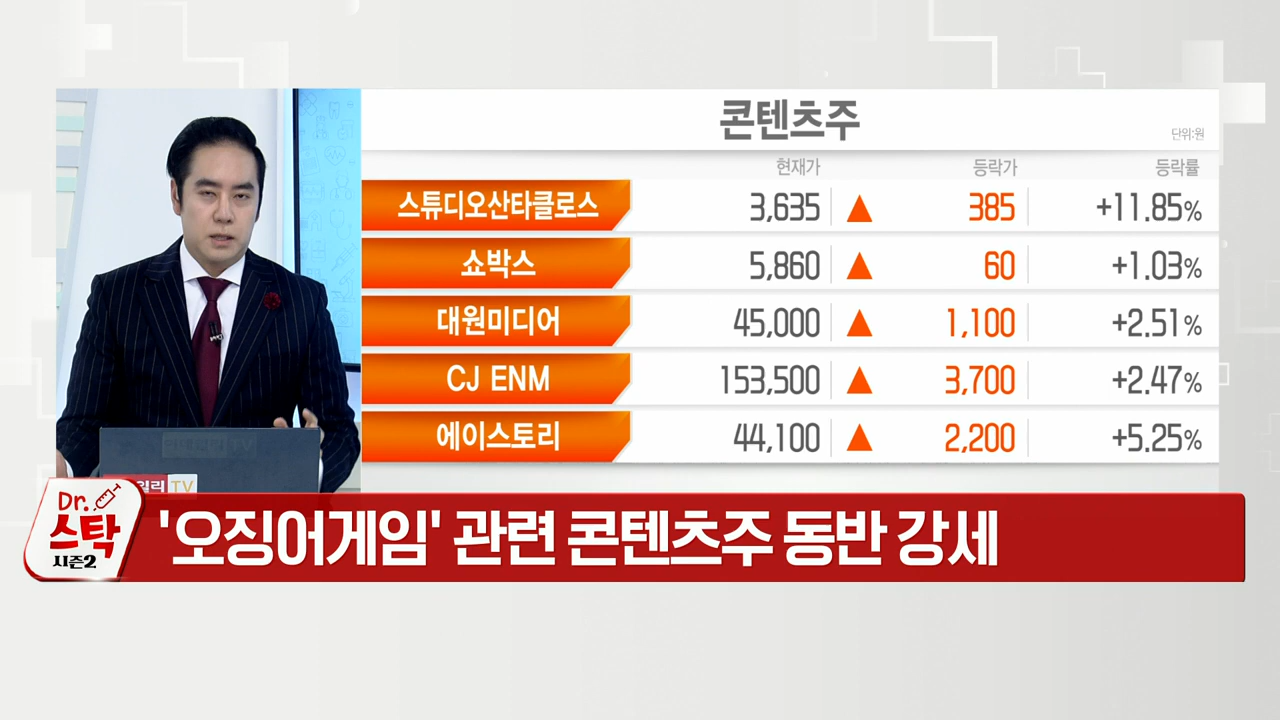 콘텐츠주
단위:원
현재가 등락가 등락률
스튜디오산타클로스 3,635 ▲ 385 +11.85%
쇼박스 5,860 ▲ 60 +1.03%
대원미디어 45,000 ▲ 1,100 +2.51%
CJ ENM 153,500 ▲ 3,700 +2.47%
에이스토리 44,100 ▲ 2,200 +5.25%
일리 TV
Dr.
스탁
시즌2
'오징어게임' 관련 콘텐츠주 동반 강세